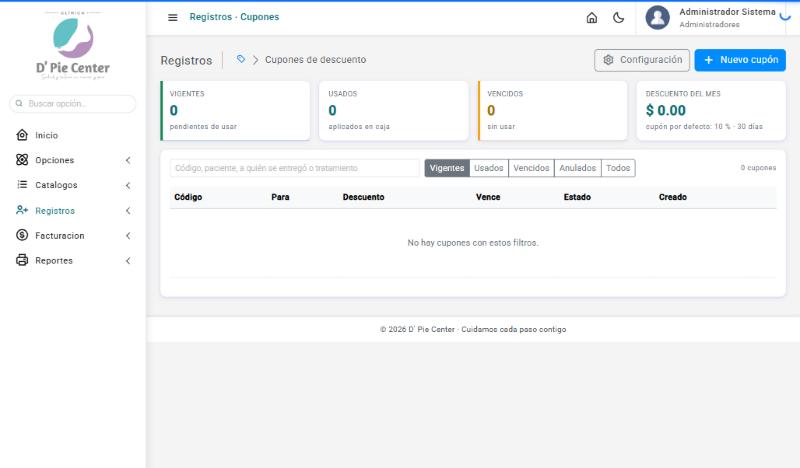 CLÍNICA
D' Pie Center
Buscar opción...
Inicio
Opciones
Catalogos
Registros
Facturacion
Reportes
Registros · Cupones
Administrador Sistema
Administradores
Registros
Cupones de descuento
Configuración
Nuevo cupón
VIGENTES
0
pendientes de usar
USADOS
0
aplicados en caja
VENCIDOS
0
sin usar
DESCUENTO DEL MES
$ 0.00
cupón por defecto: 10 % - 30 días
Código, paciente, a quién se entregó o tratamiento
Vigentes Usados Vencidos Anulados Todos
0 cupones
Código Para Descuento Vence Estado Creado
No hay cupones con estos filtros.
© 2026 D' Pie Center · Cuidamos cada paso contigo